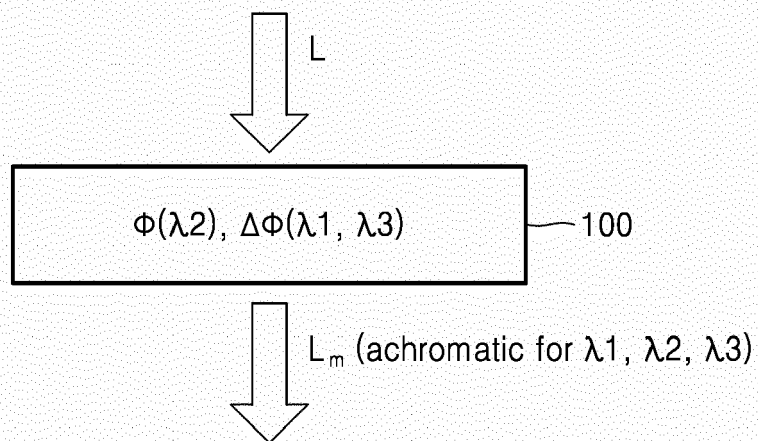 L
Φ(λ2), ΔΦ(λ1, λ3)
100
Lm (achromatic for λ1, λ2, λ3)